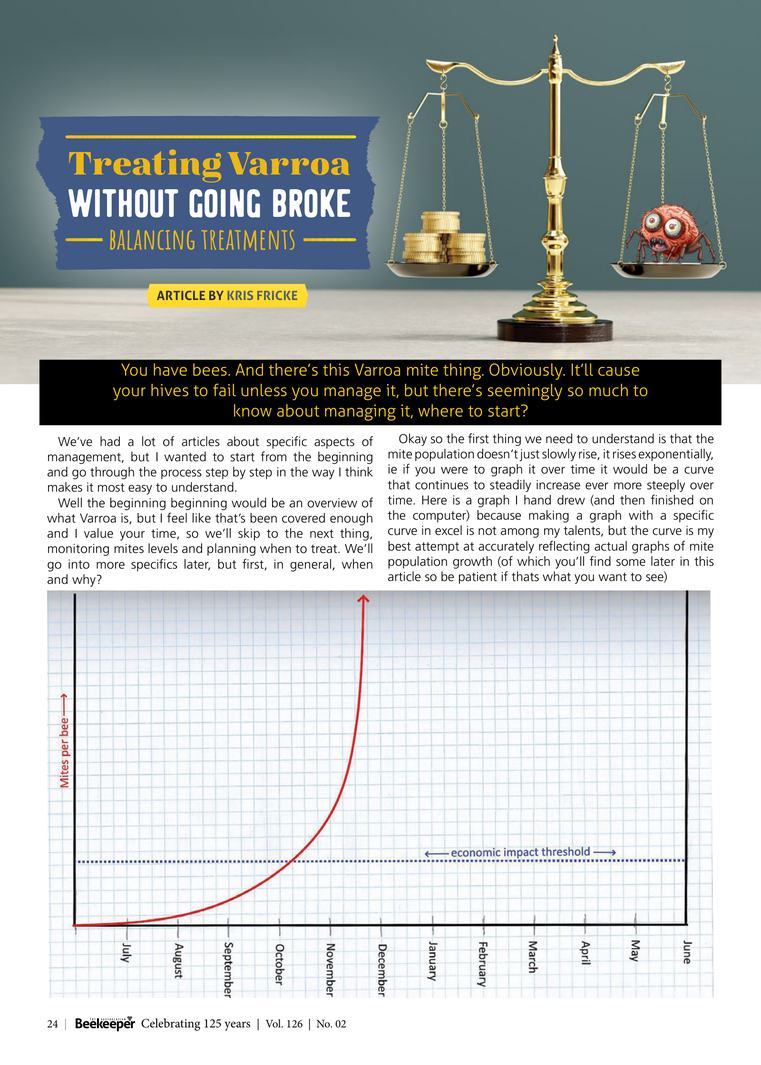 Treating Varroa
WITHOUT GOING BROKE
BALANCING TREATMENTS
ARTICLE BY KRIS FRICKE
You have bees. And there's this Varroa mite thing. Obviously. It'll cause
your hives to fail unless you manage it, but there's seemingly so much to
know about managing it, where to start?
We've had a lot of articles about specific aspects of
management, but I wanted to start from the beginning
and go through the process step by step in the way I think
makes it most easy to understand.
Well the beginning beginning would be an overview of
what Varroa is, but I feel like that's been covered enough
and I value your time, so we'll skip to the next thing,
monitoring mites levels and planning when to treat. We'll
go into more specifics later, but first, in general, when
and why?
Okay so the first thing we need to understand is that the
mite population doesn't just slowly rise, it rises exponentially,
ie if you were to graph it over time it would be a curve
that continues to steadily increase ever more steeply over
time. Here is a graph I hand drew (and then finished on
the computer) because making a graph with a specific
curve in excel is not among my talents, but the curve is my
best attempt at accurately reflecting actual graphs of mite
population growth (of which you'll find some later in this
article so be patient if thats what you want to see)
Mites per bee
economic impact threshold
July
August
September
October
November
December
January
February
March
April
May
June
24 | Beekeeper Celebrating 125 years | Vol. 126 | No. 02